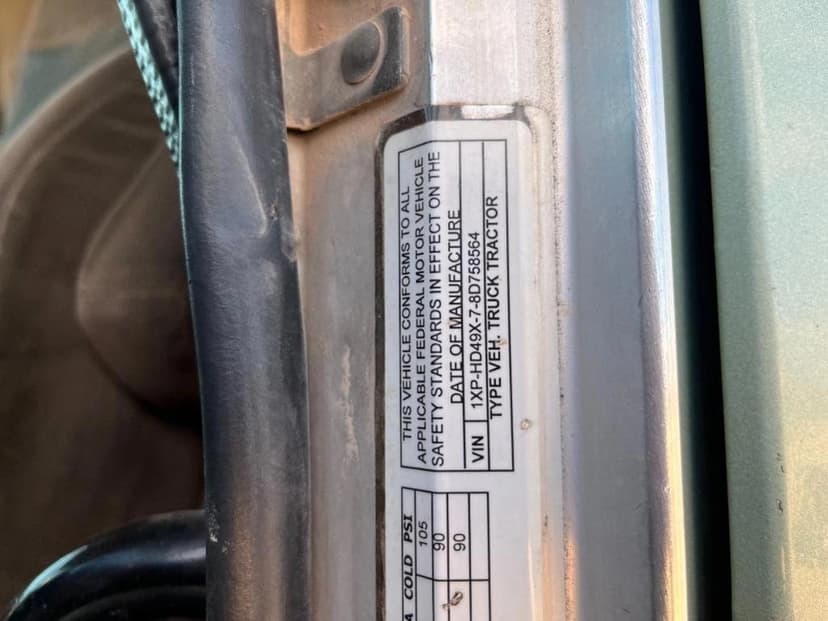 THIS VEHICLE CONFORMS TO ALL
APPLICABLE FEDERAL MOTOR VEHICLE
SAFETY STANDARDS IN EFFECT ON THE
DATE OF MANUFACTURE
VIN 1XP-HD49X-7-8D758564
TYPE VEH. TRUCK TRACTOR
COLD PSI
105
90
90